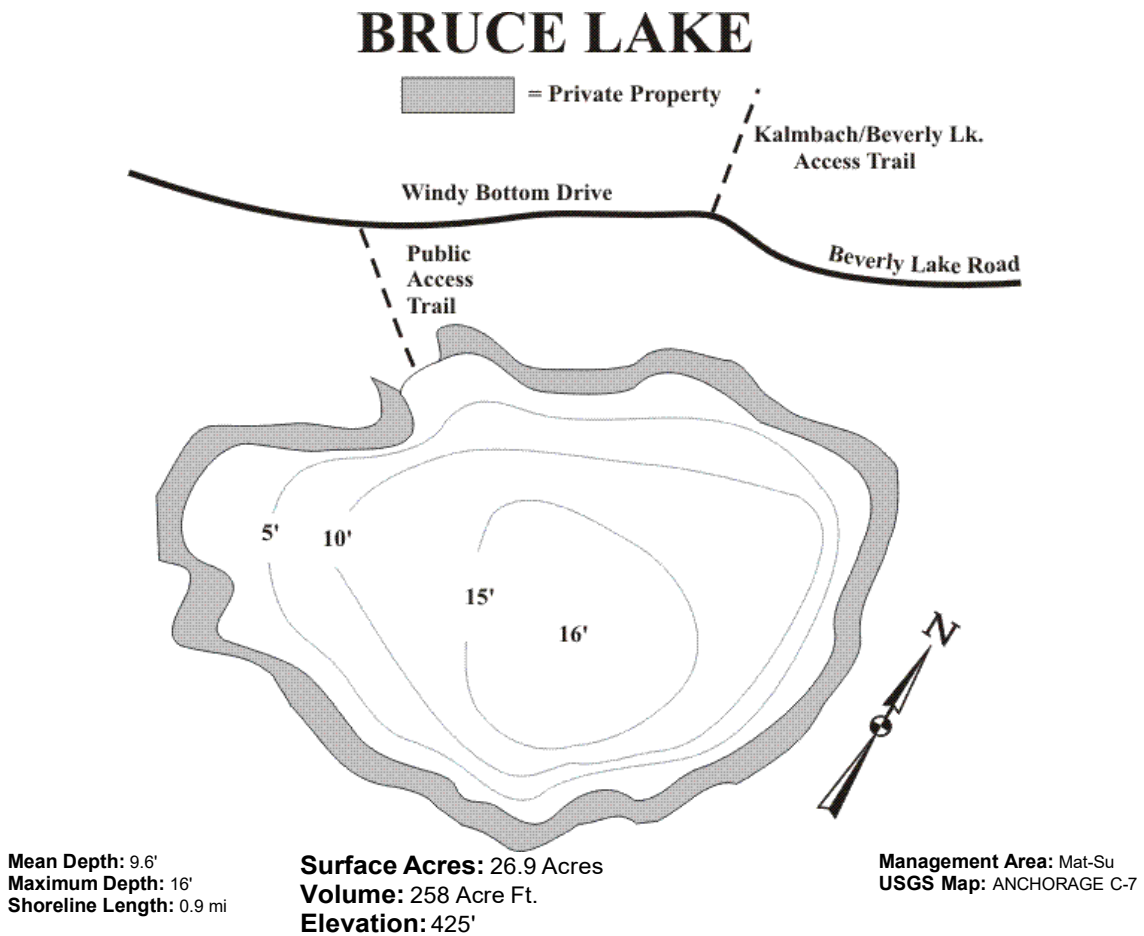 BRUCE LAKE
= Private Property
Kalmbach/Beverly Lk.
Access Trail
Windy Bottom Drive
Public
Access
Trail
Beverly Lake Road
5'
10'
15'
16'
N
Mean Depth: 9.6'
Maximum Depth: 16'
Shoreline Length: 0.9 mi
Surface Acres: 26.9 Acres
Volume: 258 Acre Ft.
Elevation: 425'
Management Area: Mat-Su
USGS Map: ANCHORAGE C-7